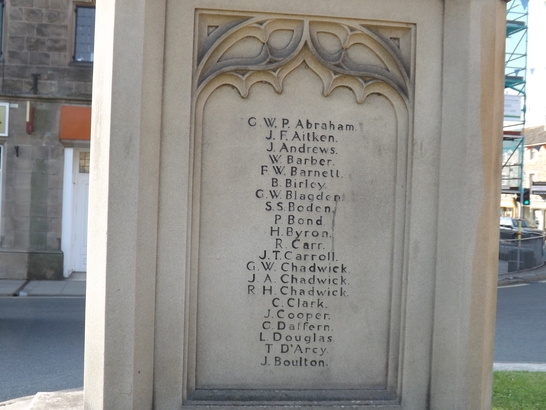 G. W. P. Abraham.
J. F. Aitken.
J. Andrews.
W. Barber.
F. W. Barnett.
B. Birley.
G. W. Blagden.
S. S. Boden.
P. Bond.
H. Byron.
R. Carr.
J. T. Carroll.
G. W. Chadwick.
J. A. Chadwick.
R. H. Chadwick.
C. Clark.
J. Cooper.
C. Daffern.
L. Douglas.
T. D'Arcy.
J. Boulton.